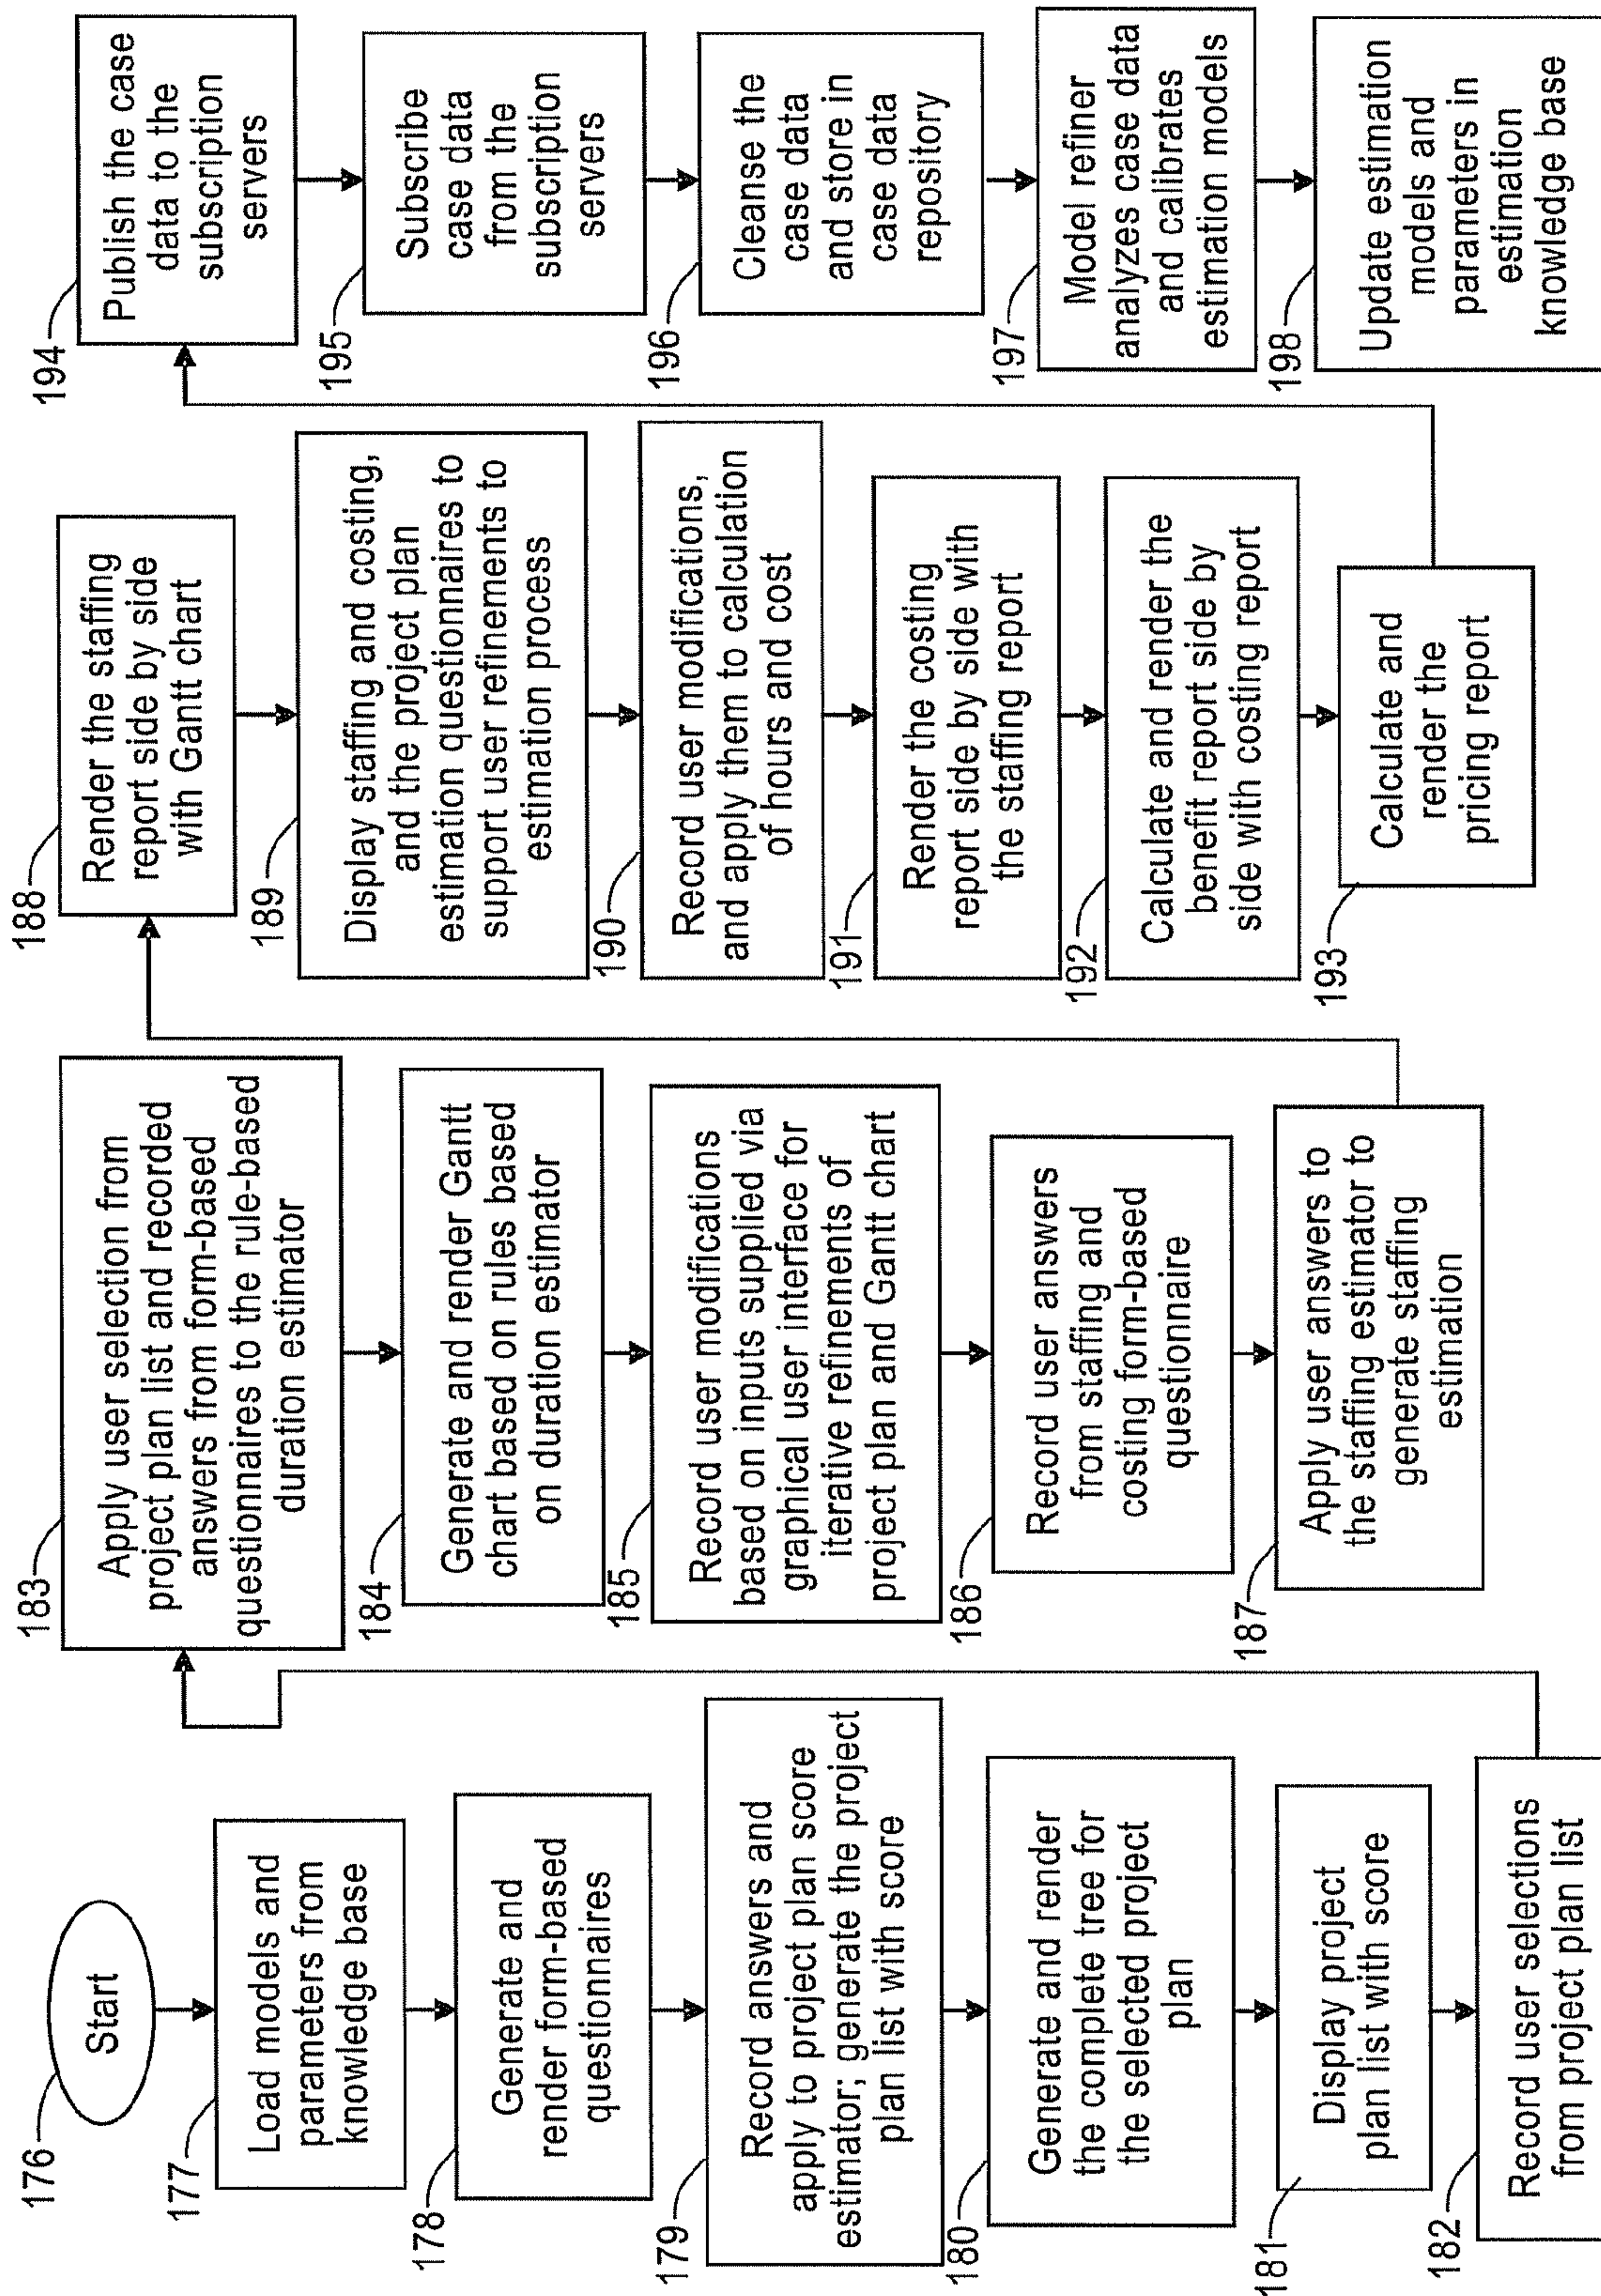 176
Start
177
Load models and
parameters from
knowledge base
178
Generate and
render form-based
questionnaires
179
Record answers and
apply to project plan score
estimator; generate the project
plan list with score
180
Generate and render
the complete tree for
the selected project
plan
181
Display project
plan list with score
182
Record user selections
from project plan list
183
Apply user selection from
project plan list and recorded
answers from form-based
questionnaires to the rule-based
duration estimator
184
Generate and render Gantt
chart based on rules based
on duration estimator
185
Record user modifications
based on inputs supplied via
graphical user interface for
iterative refinements of
project plan and Gantt chart
186
Record user answers
from staffing and
costing form-based
questionnaire
187
Apply user answers to
the staffing estimator to
generate staffing
estimation
188
Render the staffing
report side by side
with Gantt chart
189
Display staffing and costing,
and the project plan
estimation questionnaires to
support user refinements to
estimation process
190
Record user modifications,
and apply them to calculation
of hours and cost
191
Render the costing
report side by side with
the staffing report
192
Calculate and render the
benefit report side by
side with costing report
193
Calculate and
render the
pricing report
194
Publish the case
data to the
subscription
servers
195
Subscribe
case data
from the
subscription
servers
196
Cleanse the
case data
and store in
case data
repository
197
Model refiner
analyzes case data
and calibrates
estimation models
198
Update estimation
models and
parameters in
estimation
knowledge base